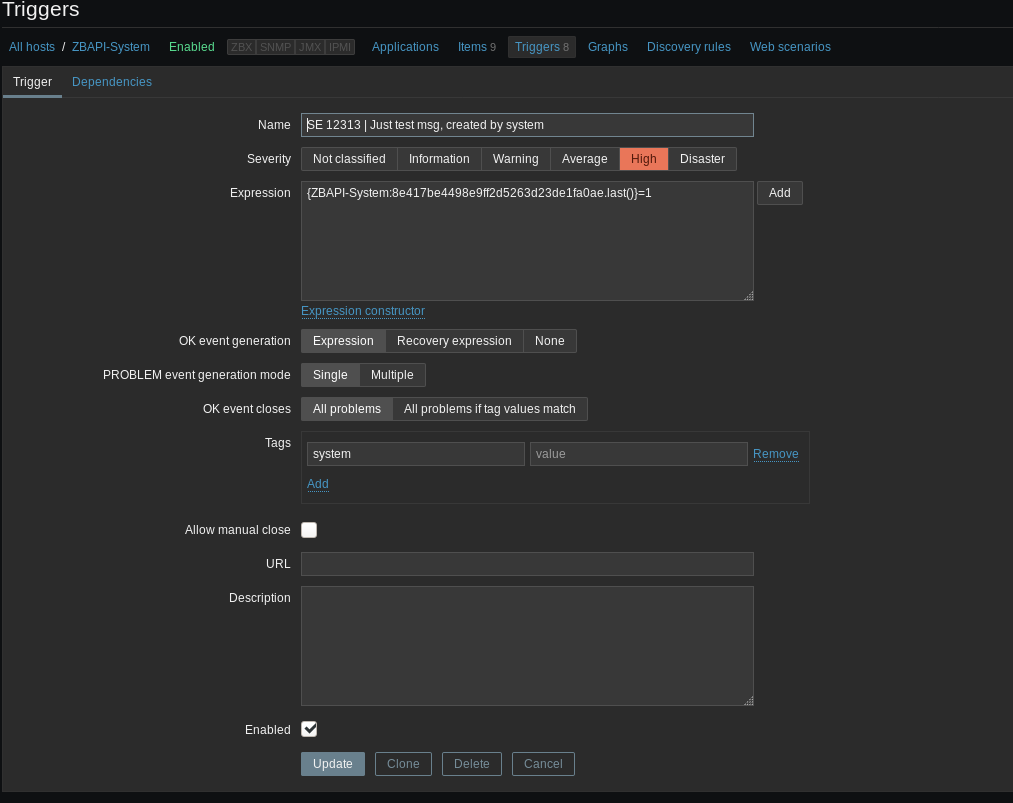 Triggers
All hosts / ZBAPI-System Enabled ZBX SNMP JMX IPMI Applications Items 9 Triggers 8 Graphs Discovery rules Web scenarios
Trigger Dependencies
Name SE 12313 | Just test msg, created by system
Severity Not classified Information Warning Average High Disaster
Expression {ZBAPI-System:8e417be4498e9ff2d5263d23de1fa0ae.last()}=1 Add
Expression constructor
OK event generation Expression Recovery expression None
PROBLEM event generation mode Single Multiple
OK event closes All problems All problems if tag values match
Tags
system value Remove
Add
Allow manual close
URL
Description
Enabled
Update Clone Delete Cancel